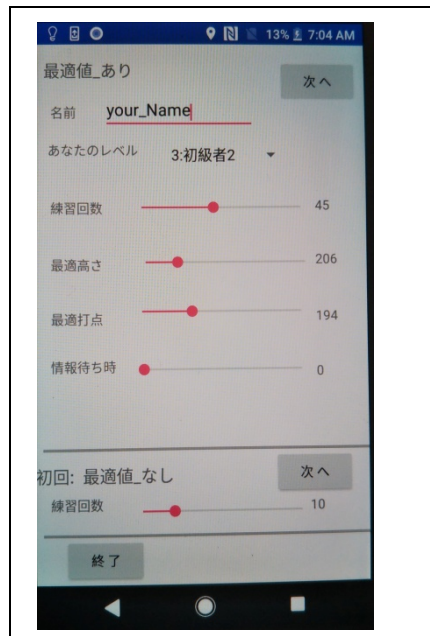 13% 7:04 AM
最適値_あり
次へ
名前 your_Name
あなたのレベル 3:初級者2
練習回数 45
最適高さ 206
最適打点 194
情報待ち時 0
初回: 最適値_なし
次へ
練習回数 10
終了